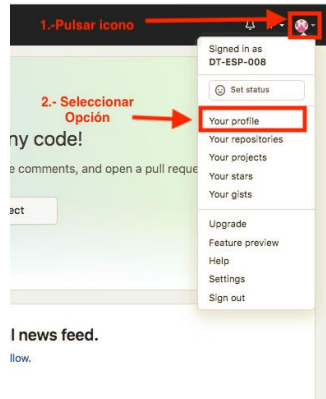 1.-Pulsar icono
Signed in as
DT-ESP-008
Set status
2.- Seleccionar
Opción
Your profile
ny code!
Your repositories
e comments, and open a pull reque
Your projects
Your stars
Your gists
ect
Upgrade
Feature preview
Help
Settings
Sign out
l news feed.
llow.